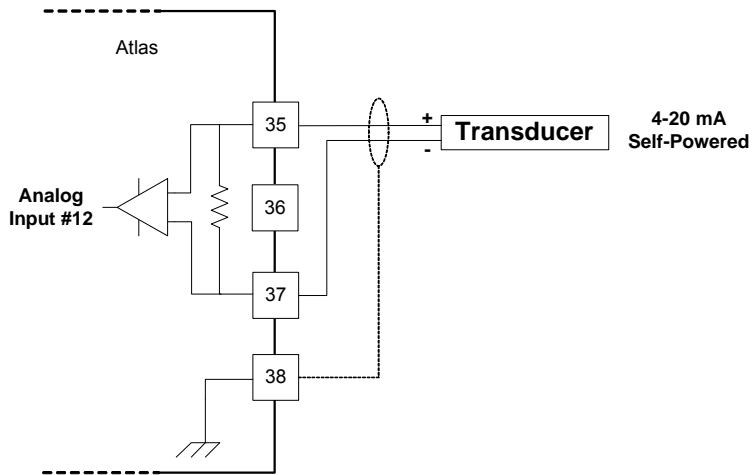 Atlas
35
+
Transducer
-
4-20 mA
Self-Powered
36
Analog
Input #12
37
38